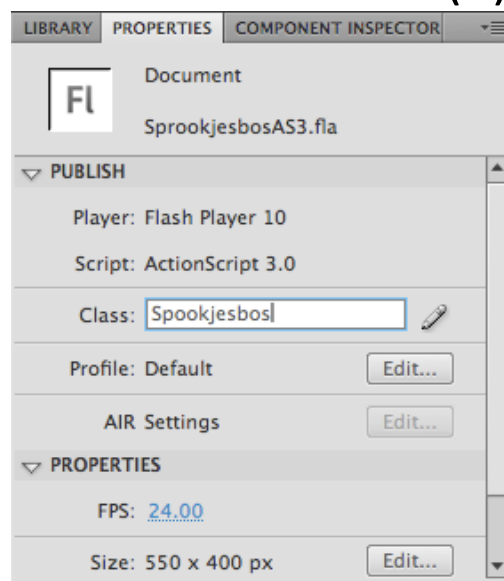 LIBRARY PROPERTIES COMPONENT INSPECTOR
Fl
Document
SprookjesbosAS3.fla
PUBLISH
Player: Flash Player 10
Script: ActionScript 3.0
Class: Spookjesbos
Profile: Default Edit...
AIR Settings Edit...
PROPERTIES
FPS: 24.00
Size: 550 x 400 px Edit...